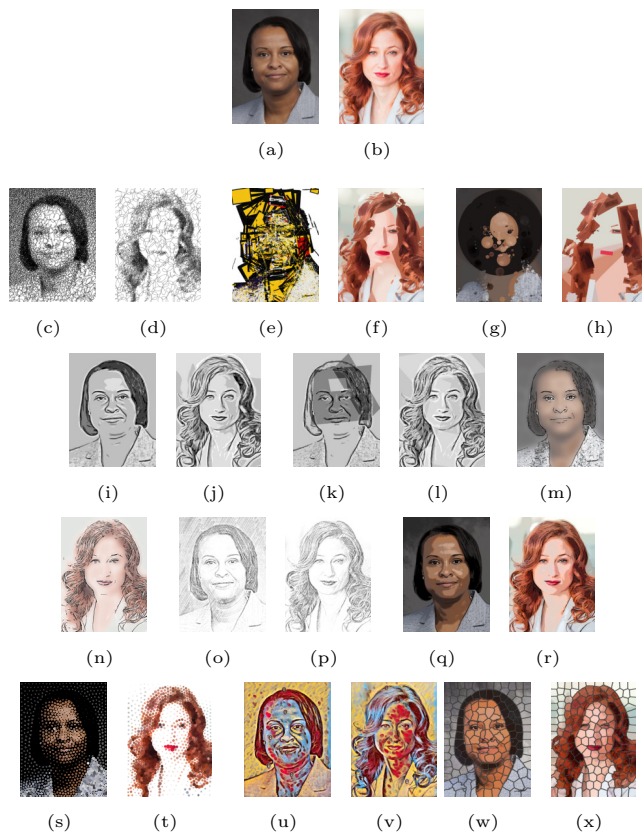 (a) (b)
(c) (d) (e) (f) (g) (h)
(i) (j) (k) (l) (m)
(n) (o) (p) (q) (r)
(s) (t) (u) (v) (w) (x)